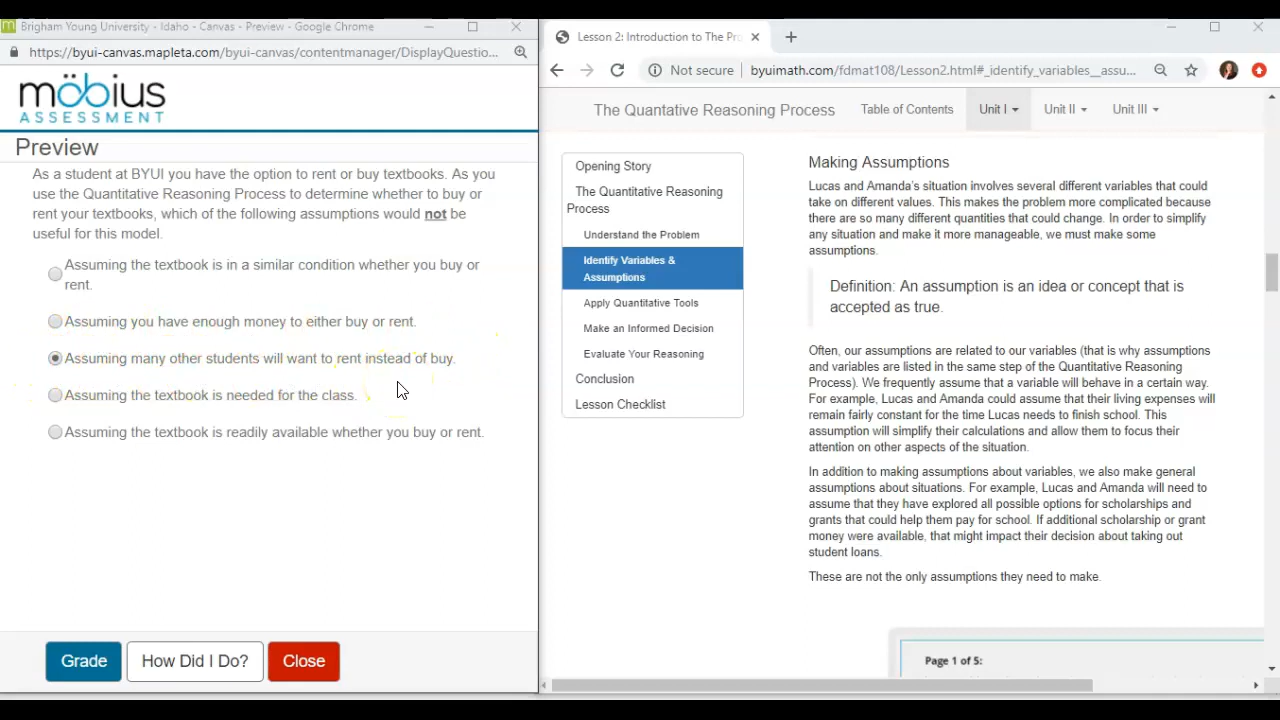 Brigham Young University - Idaho - Canvas - Preview - Google Chrome
https://byui-canvas.mapleta.com/byui-canvas/contentmanager/DisplayQuestio...
möbius
ASSESSMENT
Preview
As a student at BYUI you have the option to rent or buy textbooks. As you
use the Quantitative Reasoning Process to determine whether to buy or
rent your textbooks, which of the following assumptions would not be
useful for this model.
Assuming the textbook is in a similar condition whether you buy or
rent.
Assuming you have enough money to either buy or rent.
Assuming many other students will want to rent instead of buy.
Assuming the textbook is needed for the class.
Assuming the textbook is readily available whether you buy or rent.
Grade
How Did I Do?
Close
Lesson 2: Introduction to The Pro
Not secure
byuimath.com/fdmat108/Lesson2.html#_identify_variables__assu...
The Quantative Reasoning Process
Table of Contents
Unit I
Unit II
Unit III
Opening Story
The Quantitative Reasoning
Process
Understand the Problem
Identify Variables &
Assumptions
Apply Quantitative Tools
Make an Informed Decision
Evaluate Your Reasoning
Conclusion
Lesson Checklist
Making Assumptions
Lucas and Amanda's situation involves several different variables that could
take on different values. This makes the problem more complicated because
there are so many different quantities that could change. In order to simplify
any situation and make it more manageable, we must make some
assumptions.
Definition: An assumption is an idea or concept that is
accepted as true.
Often, our assumptions are related to our variables (that is why assumptions
and variables are listed in the same step of the Quantitative Reasoning
Process). We frequently assume that a variable will behave in a certain way.
For example, Lucas and Amanda could assume that their living expenses will
remain fairly constant for the time Lucas needs to finish school. This
assumption will simplify their calculations and allow them to focus their
attention on other aspects of the situation.
In addition to making assumptions about variables, we also make general
assumptions about situations. For example, Lucas and Amanda will need to
assume that they have explored all possible options for scholarships and
grants that could help them pay for school. If additional scholarship or grant
money were available, that might impact their decision about taking out
student loans.
These are not the only assumptions they need to make.
Page 1 of 5: